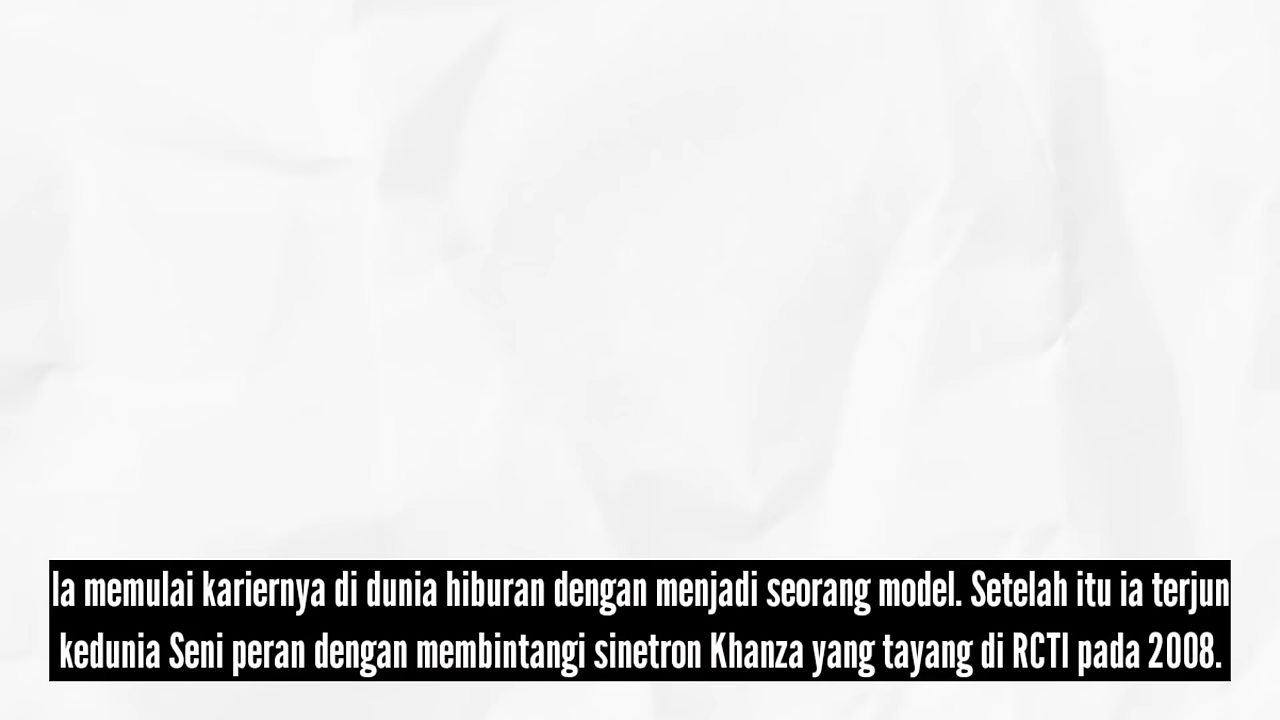 Ia memulai kariernya di dunia hiburan dengan menjadi seorang model. Setelah itu ia terjun
kedunia Seni peran dengan membintangi sinetron Khanza yang tayang di RCTI pada 2008.